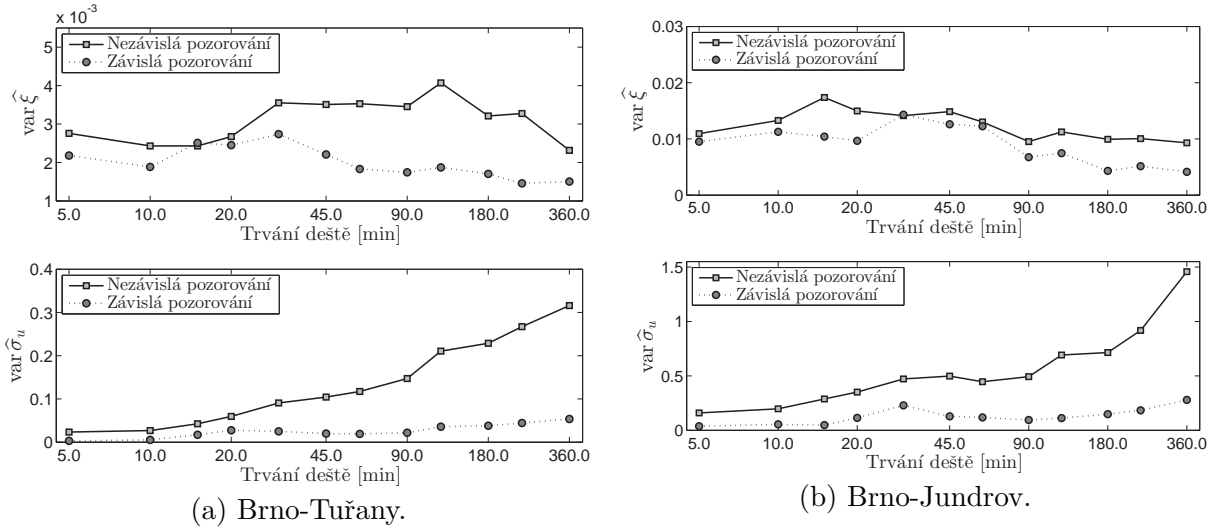 x 10⁻³
5
4
3
2
1
var ξ̂
Nezávislá pozorování
Závislá pozorování
5.0 10.0 20.0 45.0 90.0 180.0 360.0
Trvání deště [min]
0.4
0.3
0.2
0.1
0
var σ̂ᵤ
Nezávislá pozorování
Závislá pozorování
5.0 10.0 20.0 45.0 90.0 180.0 360.0
Trvání deště [min]
(a) Brno-Tuřany.
0.03
0.02
0.01
0
var ξ̂
Nezávislá pozorování
Závislá pozorování
5.0 10.0 20.0 45.0 90.0 180.0 360.0
Trvání deště [min]
1.5
1
0.5
0
var σ̂ᵤ
Nezávislá pozorování
Závislá pozorování
5.0 10.0 20.0 45.0 90.0 180.0 360.0
Trvání deště [min]
(b) Brno-Jundrov.